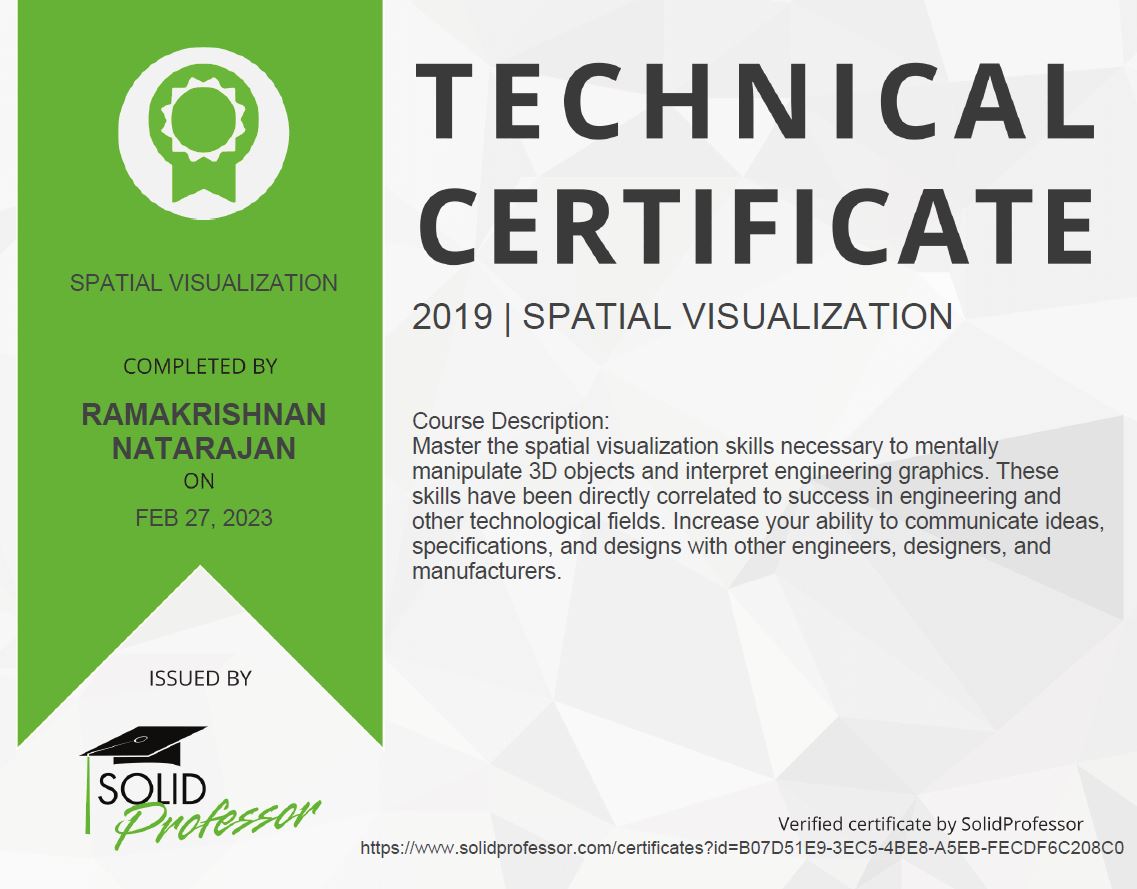 TECHNICAL
CERTIFICATE
2019 | SPATIAL VISUALIZATION
SPATIAL VISUALIZATION
COMPLETED BY
RAMAKRISHNAN
NATARAJAN
ON
FEB 27, 2023
Course Description:
Master the spatial visualization skills necessary to mentally
manipulate 3D objects and interpret engineering graphics. These
skills have been directly correlated to success in engineering and
other technological fields. Increase your ability to communicate ideas,
specifications, and designs with other engineers, designers, and
manufacturers.
ISSUED BY
SOLID
Professor
Verified certificate by SolidProfessor
https://www.solidprofessor.com/certificates?id=B07D51E9-3EC5-4BE8-A5EB-FECDF6C208C0